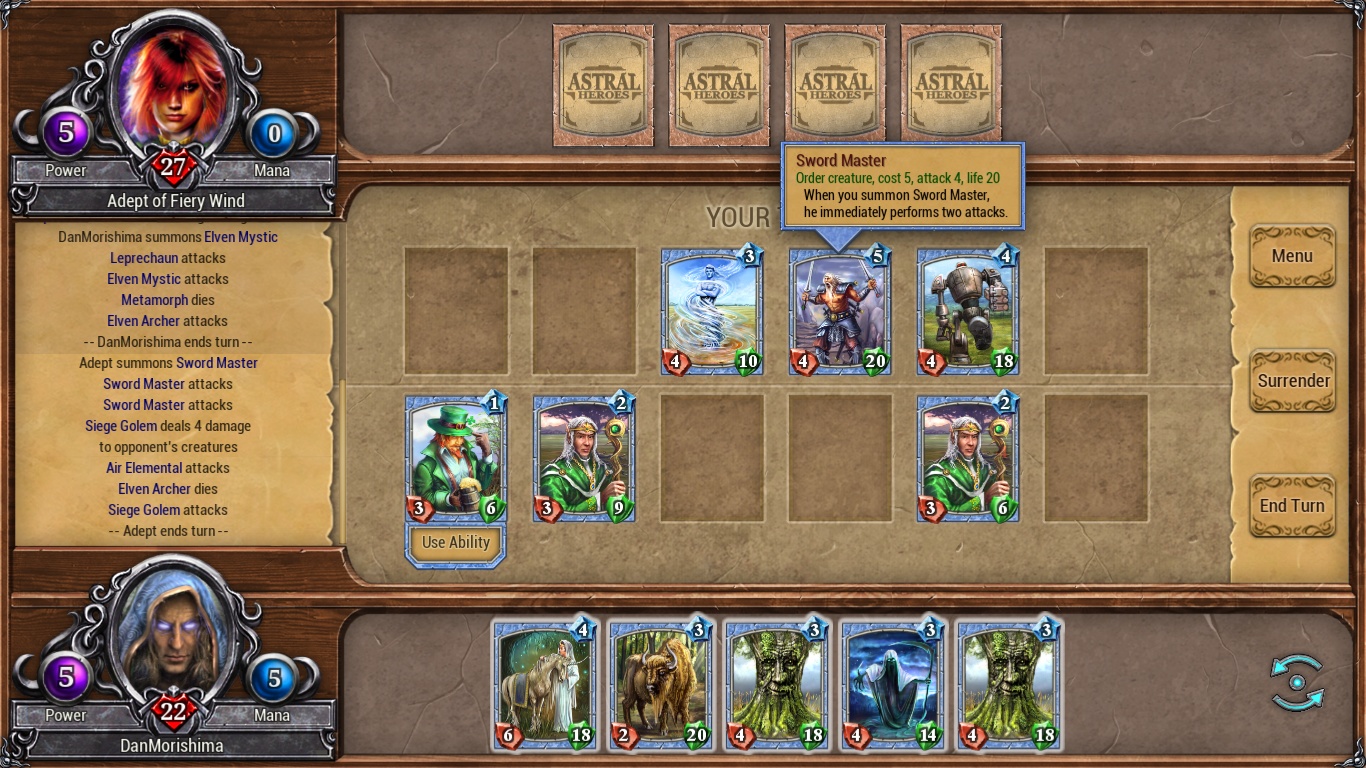 5
0
Power
27
Mana
Adept of Fiery Wind
ASTRAL
HEROES
ASTRAL
HEROES
ASTRAL
HEROES
ASTRAL
HEROES
DanMorishima summons Elven Mystic
Leprechaun attacks
Elven Mystic attacks
Metamorph dies
Elven Archer attacks
-- DanMorishima ends turn --
Adept summons Sword Master
Sword Master attacks
Sword Master attacks
Siege Golem deals 4 damage
to opponent's creatures
Air Elemental attacks
Elven Archer dies
Siege Golem attacks
-- Adept ends turn --
Sword Master
Order creature, cost 5, attack 4, life 20
When you summon Sword Master,
he immediately performs two attacks.
YOUR
3
5
4
4 10
4 20
4 18
1
2
2
3 6
3 9
3 6
Use Ability
Menu
Surrender
End Turn
5
5
Power
22
Mana
DanMorishima
4
3
3
3
3
6 18
2 20
4 18
4 14
4 18